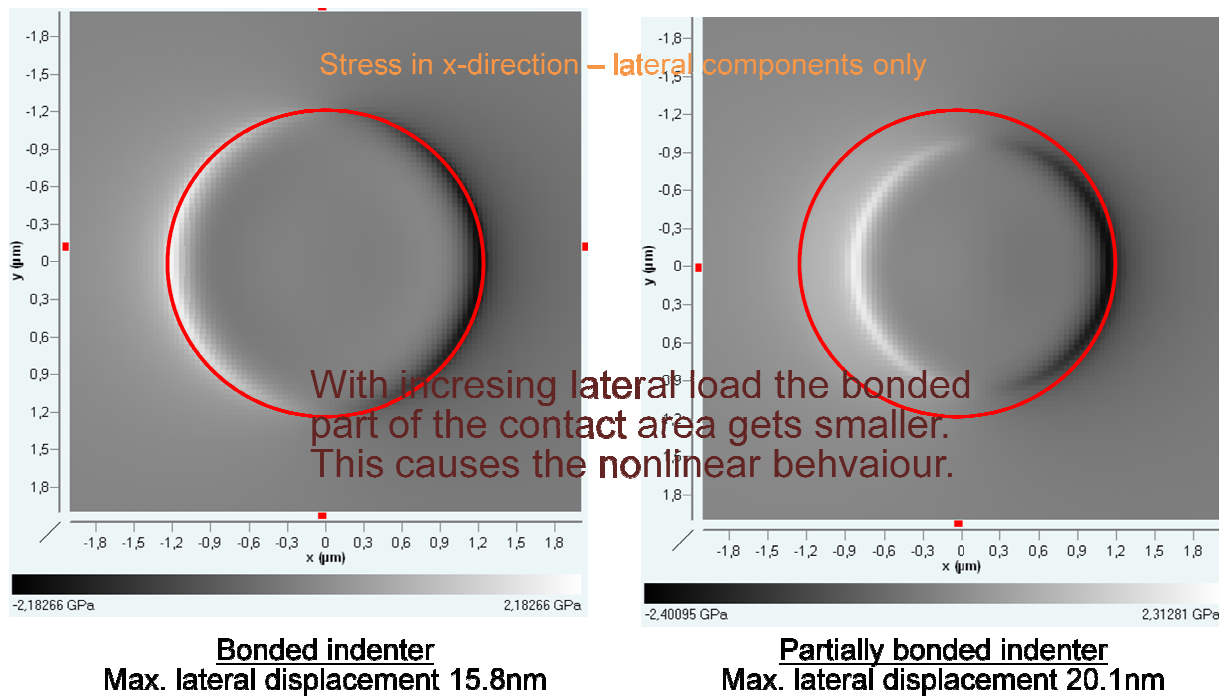 Stress in x-direction – lateral components only
-1,8
-1,5
-1,2
-0,9
-0,6
-0,3
0
0,3
0,6
0,9
1,2
1,5
1,8
y (µm)
-1,8 -1,5 -1,2 -0,9 -0,6 -0,3 0 0,3 0,6 0,9 1,2 1,5 1,8
x (µm)
-2,18266 GPa 2,18266 GPa
-1,8
-1,5
-1,2
-0,9
-0,6
-0,3
0
0,3
0,6
0,9
1,2
1,5
1,8
y (µm)
-1,8 -1,5 -1,2 -0,9 -0,6 -0,3 0 0,3 0,6 0,9 1,2 1,5 1,8
x (µm)
-2,40095 GPa 2,31281 GPa
With incresing lateral load the bonded
part of the contact area gets smaller.
This causes the nonlinear behvaiour.
Bonded indenter
Max. lateral displacement 15.8nm
Partially bonded indenter
Max. lateral displacement 20.1nm